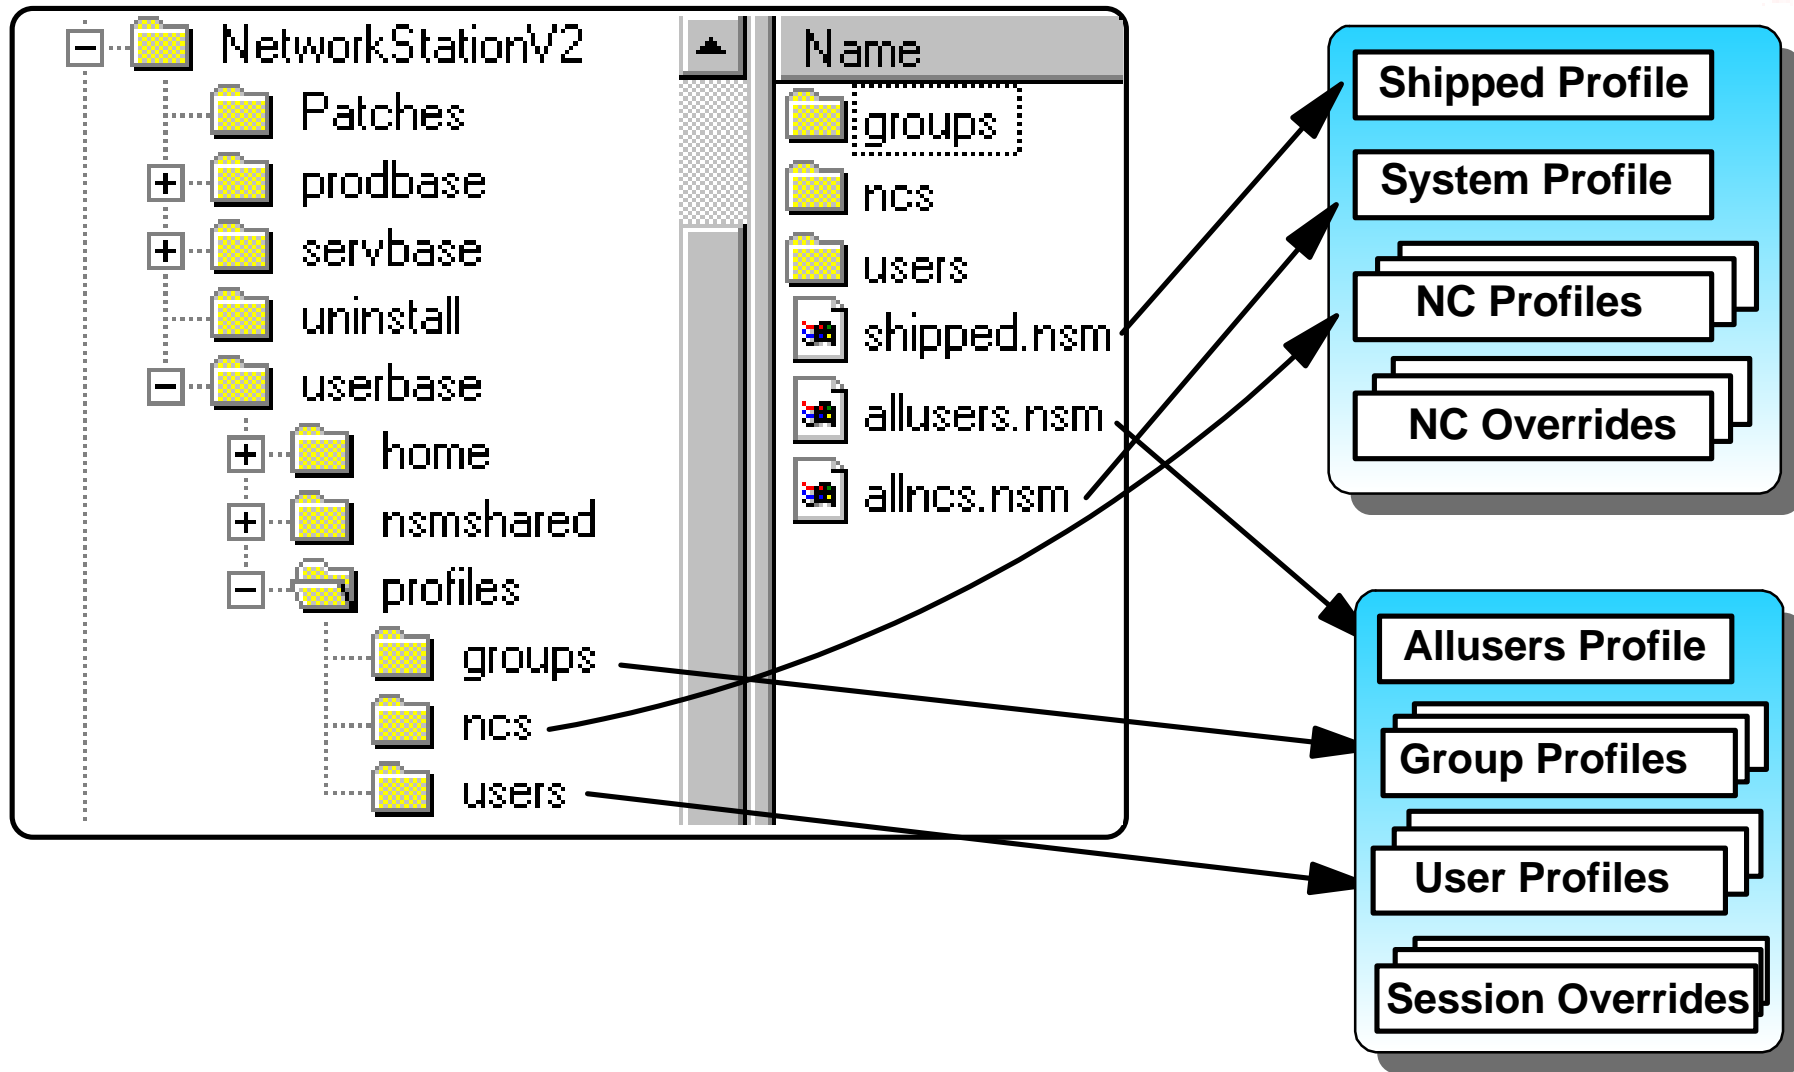 NetworkStationV2
Patches
prodbase
servbase
uninstall
userbase
home
nsmshared
profiles
groups
ncs
users
Name
groups
ncs
users
shipped.nsm
allusers.nsm
allncs.nsm
Shipped Profile
System Profile
NC Profiles
NC Overrides
Allusers Profile
Group Profiles
User Profiles
Session Overrides